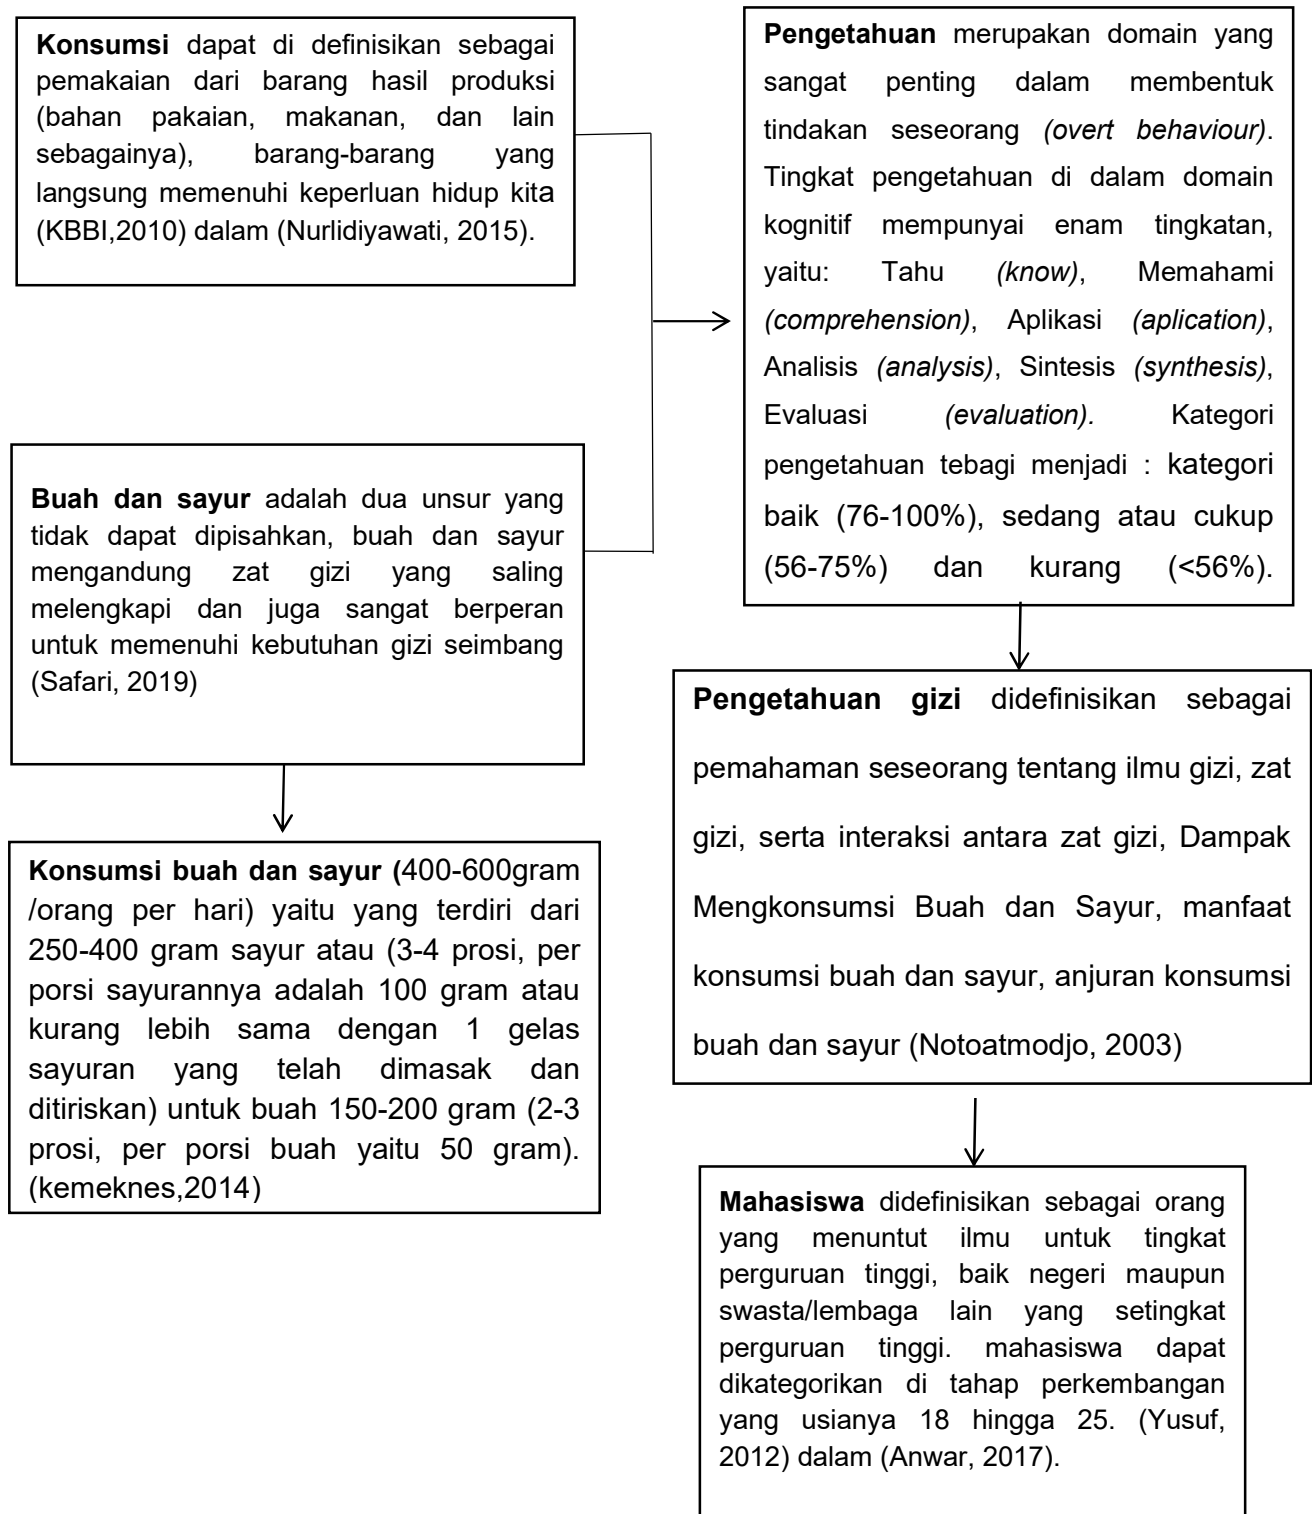 Konsumsi dapat di definisikan sebagai
pemakaian dari barang hasil produksi
(bahan pakaian, makanan, dan lain
sebagainya), barang-barang yang
langsung memenuhi keperluan hidup kita
(KBBI,2010) dalam (Nurlidiyawati, 2015).
Buah dan sayur adalah dua unsur yang
tidak dapat dipisahkan, buah dan sayur
mengandung zat gizi yang saling
melengkapi dan juga sangat berperan
untuk memenuhi kebutuhan gizi seimbang
(Safari, 2019)
Konsumsi buah dan sayur (400-600gram
/orang per hari) yaitu yang terdiri dari
250-400 gram sayur atau (3-4 prosi, per
porsi sayurannya adalah 100 gram atau
kurang lebih sama dengan 1 gelas
sayuran yang telah dimasak dan
ditiriskan) untuk buah 150-200 gram (2-3
prosi, per porsi buah yaitu 50 gram).
(kemeknes,2014)
Pengetahuan merupakan domain yang
sangat penting dalam membentuk
tindakan seseorang (overt behaviour).
Tingkat pengetahuan di dalam domain
kognitif mempunyai enam tingkatan,
yaitu: Tahu (know), Memahami
(comprehension), Aplikasi (aplication),
Analisis (analysis), Sintesis (synthesis),
Evaluasi (evaluation). Kategori
pengetahuan tebagi menjadi : kategori
baik (76-100%), sedang atau cukup
(56-75%) dan kurang (<56%).
Pengetahuan gizi didefinisikan sebagai
pemahaman seseorang tentang ilmu gizi, zat
gizi, serta interaksi antara zat gizi, Dampak
Mengkonsumsi Buah dan Sayur, manfaat
konsumsi buah dan sayur, anjuran konsumsi
buah dan sayur (Notoatmodjo, 2003)
Mahasiswa didefinisikan sebagai orang
yang menuntut ilmu untuk tingkat
perguruan tinggi, baik negeri maupun
swasta/lembaga lain yang setingkat
perguruan tinggi. mahasiswa dapat
dikategorikan di tahap perkembangan
yang usianya 18 hingga 25. (Yusuf,
2012) dalam (Anwar, 2017).